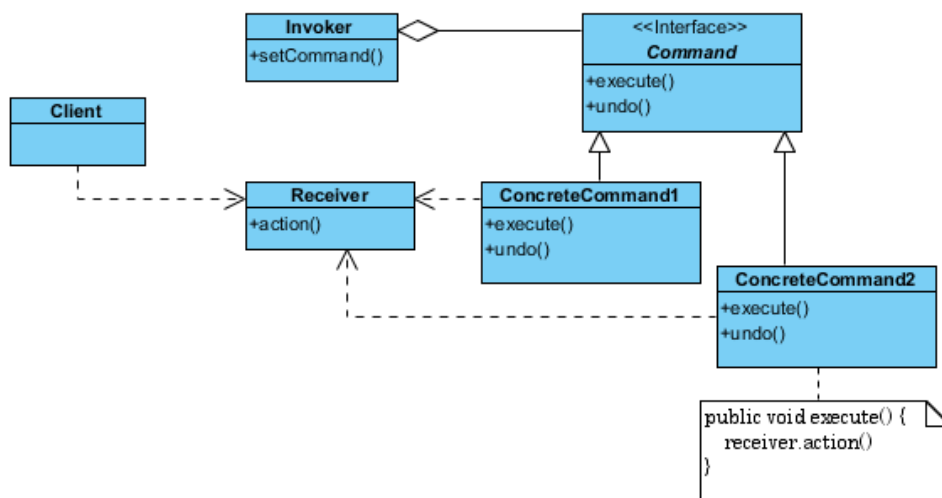 Invoker
+setCommand()
<<Interface>>
Command
+execute()
+undo()
Client
Receiver
+action()
ConcreteCommand1
+execute()
+undo()
ConcreteCommand2
+execute()
+undo()
public void execute() {
receiver.action()
}